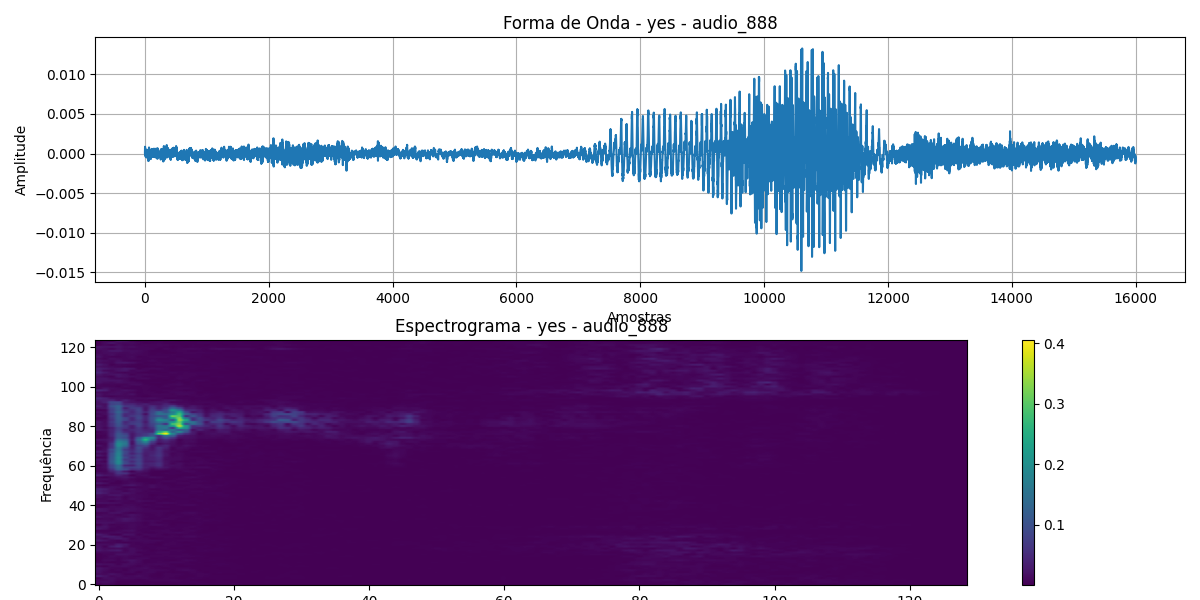 Forma de Onda - yes - audio_888
0.010
0.005
0.000
−0.005
−0.010
−0.015
Amplitude
0 2000 4000 6000 8000 10000 12000 14000 16000
Amostras
Espectrograma - yes - audio_888
120
100
80
60
40
20
0
Frequência
0 20 40 60 80 100 120
0.4
0.3
0.2
0.1